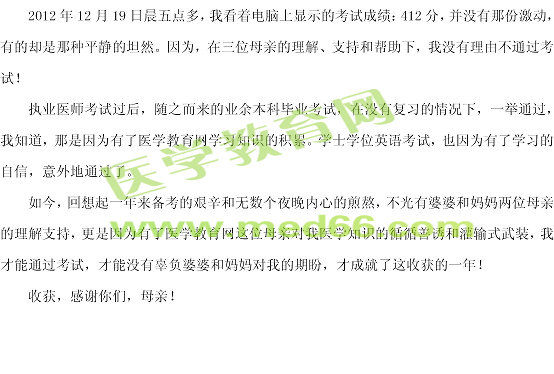 2012 年 12 月 19 日晨五点多，我看着电脑上显示的考试成绩：412 分，并没有那份激动，
有的却是那种平静的坦然。因为，在三位母亲的理解、支持和帮助下，我没有理由不通过考
试！
执业医师考试过后，随之而来的业余本科毕业考试，在没有复习的情况下，一举通过，
我知道，那是因为有了医学教育网学习知识的积累。学士学位英语考试，也因为有了学习的
自信，意外地通过了。
医学教育网
如今，回想起一年来备考的艰辛和无数个夜晚内心的煎熬，不光有婆婆和妈妈两位母亲
www.med66.com
的理解支持，更是因为有了医学教育网这位母亲对我医学知识的循循善诱和灌输式武装，我
才能通过考试，才能没有辜负婆婆和妈妈对我的期盼，才成就了这收获的一年！
收获，感谢你们，母亲！